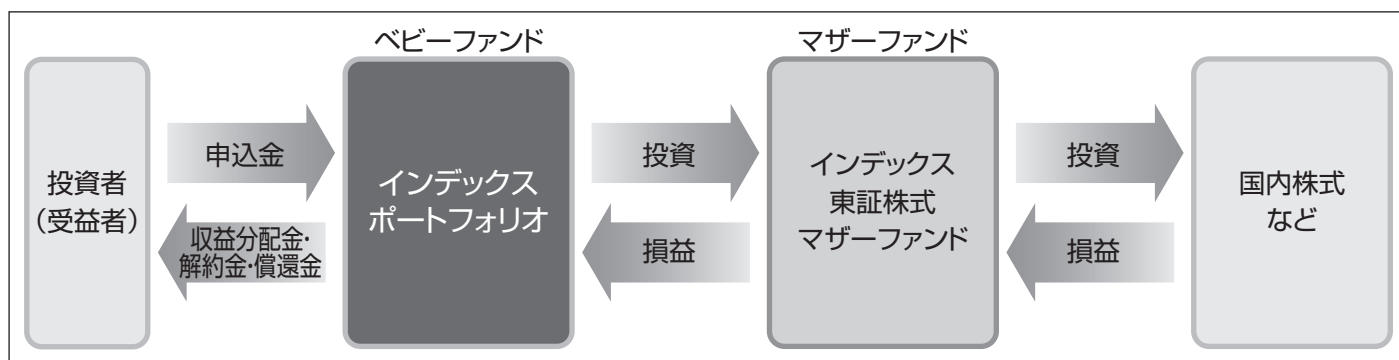 ベビーファンド
マザーファンド
投資者
(受益者)
申込金
収益分配金・
解約金・償還金
インデックス
ポートフォリオ
投資
損益
インデックス
東証株式
マザーファンド
投資
損益
国内株式
など